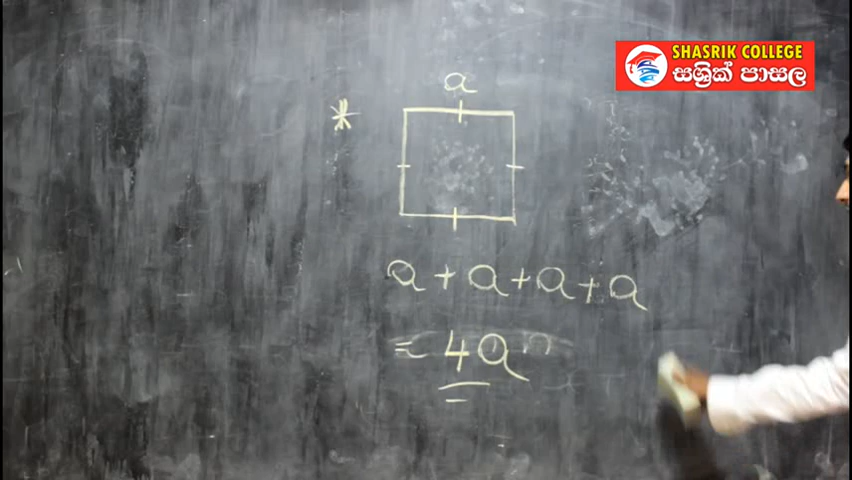 SHASRIK COLLEGE
සශ්‍රික් පාසල
a
*
a + a + a + a
= 4a